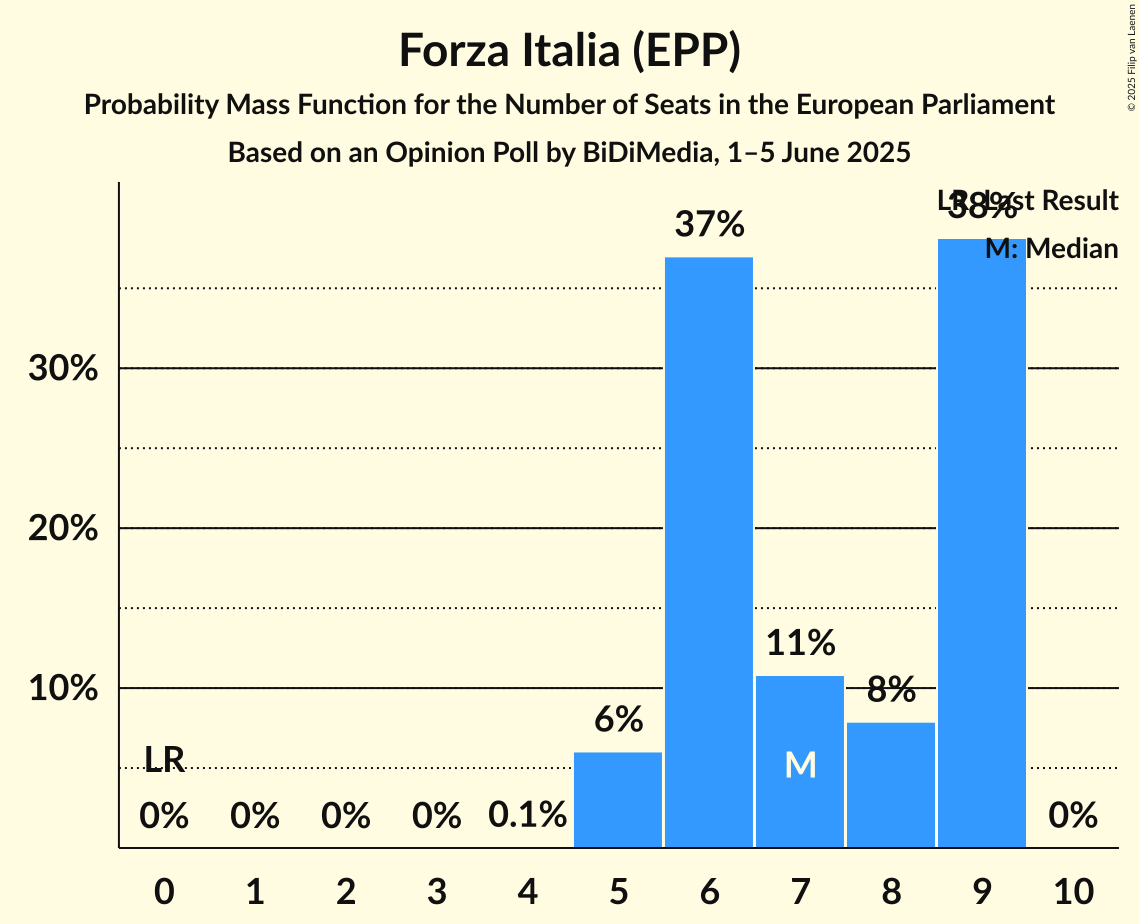 Forza Italia (EPP)
Probability Mass Function for the Number of Seats in the European Parliament
Based on an Opinion Poll by BiDiMedia, 1–5 June 2025
© 2025 Filip van Laenen
LR: Last Result
M: Median
30%
20%
10%
LR
0%
0%
0%
0%
0.1%
6%
37%
11%
M
8%
38%
0%
0 1 2 3 4 5 6 7 8 9 10